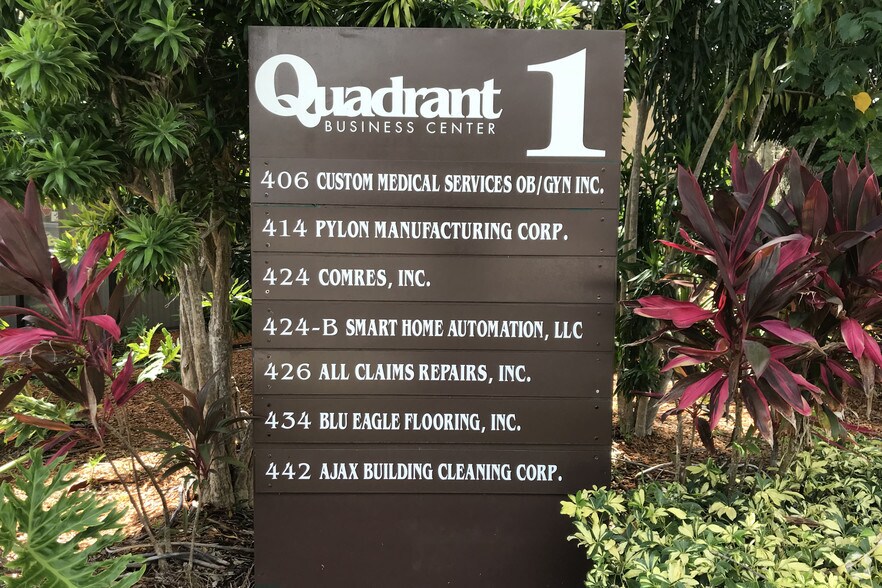 Quadrant 1
BUSINESS CENTER
406 CUSTOM MEDICAL SERVICES OB/GYN INC.
414 PYLON MANUFACTURING CORP.
424 COMRES, INC.
424-B SMART HOME AUTOMATION, LLC
426 ALL CLAIMS REPAIRS, INC.
434 BLU EAGLE FLOORING, INC.
442 AJAX BUILDING CLEANING CORP.